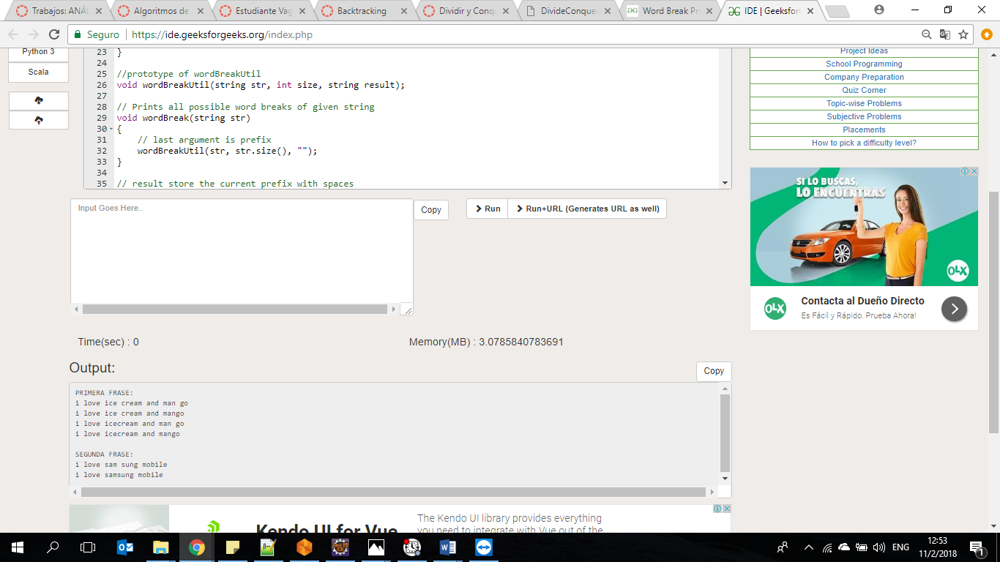 Trabajos: ANÁL
Algoritmos de
Estudiante Vag
Backtracking
Dividir y Conqu
DivideConquer
Word Break Pr
IDE | Geeksfor
Seguro
https://ide.geeksforgeeks.org/index.php
Python 3
Scala
23 }
24
25 //prototype of wordBreakUtil
26 void wordBreakUtil(string str, int size, string result);
27
28 // Prints all possible word breaks of given string
29 void wordBreak(string str)
30 {
31     // last argument is prefix
32     wordBreakUtil(str, str.size(), "");
33 }
34
35 // result store the current prefix with spaces
Project Ideas
School Programming
Company Preparation
Quiz Corner
Topic-wise Problems
Subjective Problems
Placements
How to pick a difficulty level?
Input Goes Here..
Copy
Run
Run+URL (Generates URL as well)
SI LO BUSCAS,
LO ENCUENTRAS
OLX
OLX
Contacta al Dueño Directo
Es Fácil y Rápido. Prueba Ahora!
Time(sec) : 0
Memory(MB) : 3.0785840783691
Output:
Copy
PRIMERA FRASE:
i love ice cream and man go
i love ice cream and mango
i love icecream and man go
i love icecream and mango
SEGUNDA FRASE:
i love sam sung mobile
i love samsung mobile
Kendo UI for Vue
The Kendo UI library provides everything
you need to integrate with Vue out of the
ENG
12:53
11/2/2018
1